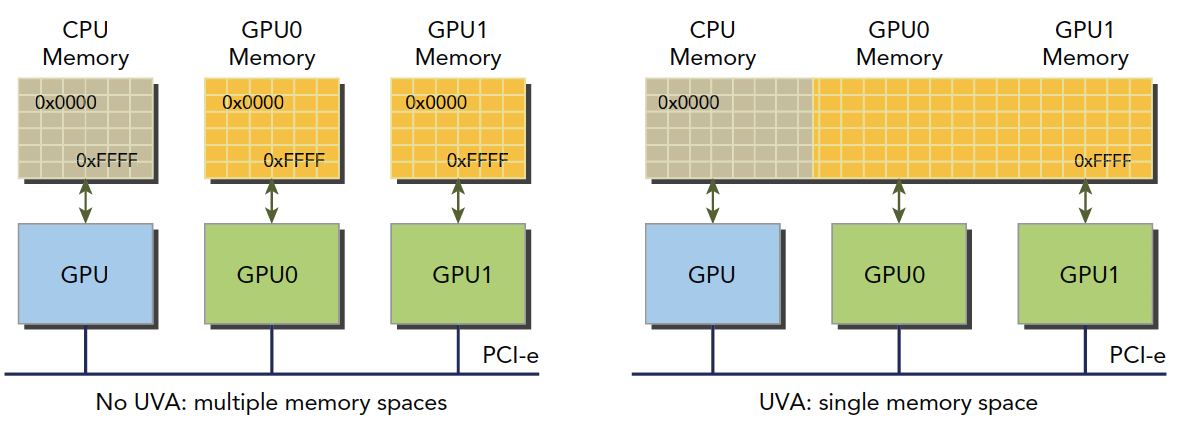 CPU
Memory
GPU0
Memory
GPU1
Memory
0x0000
0xFFFF
0x0000
0xFFFF
0x0000
0xFFFF
GPU
GPU0
GPU1
PCI-e
No UVA: multiple memory spaces
CPU
Memory
GPU0
Memory
GPU1
Memory
0x0000
0xFFFF
GPU
GPU0
GPU1
PCI-e
UVA: single memory space